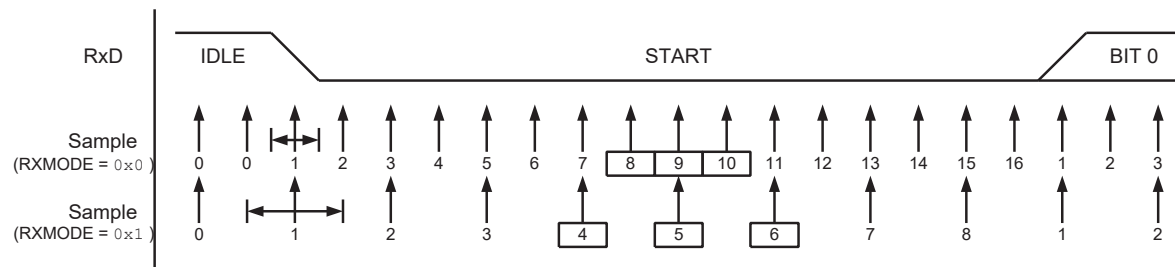 RxD IDLE START BIT 0
Sample
(RXMODE = 0x0 ) 0 0 1 2 3 4 5 6 7 8 9 10 11 12 13 14 15 16 1 2 3
Sample
(RXMODE = 0x1 ) 0 1 2 3 4 5 6 7 8 1 2